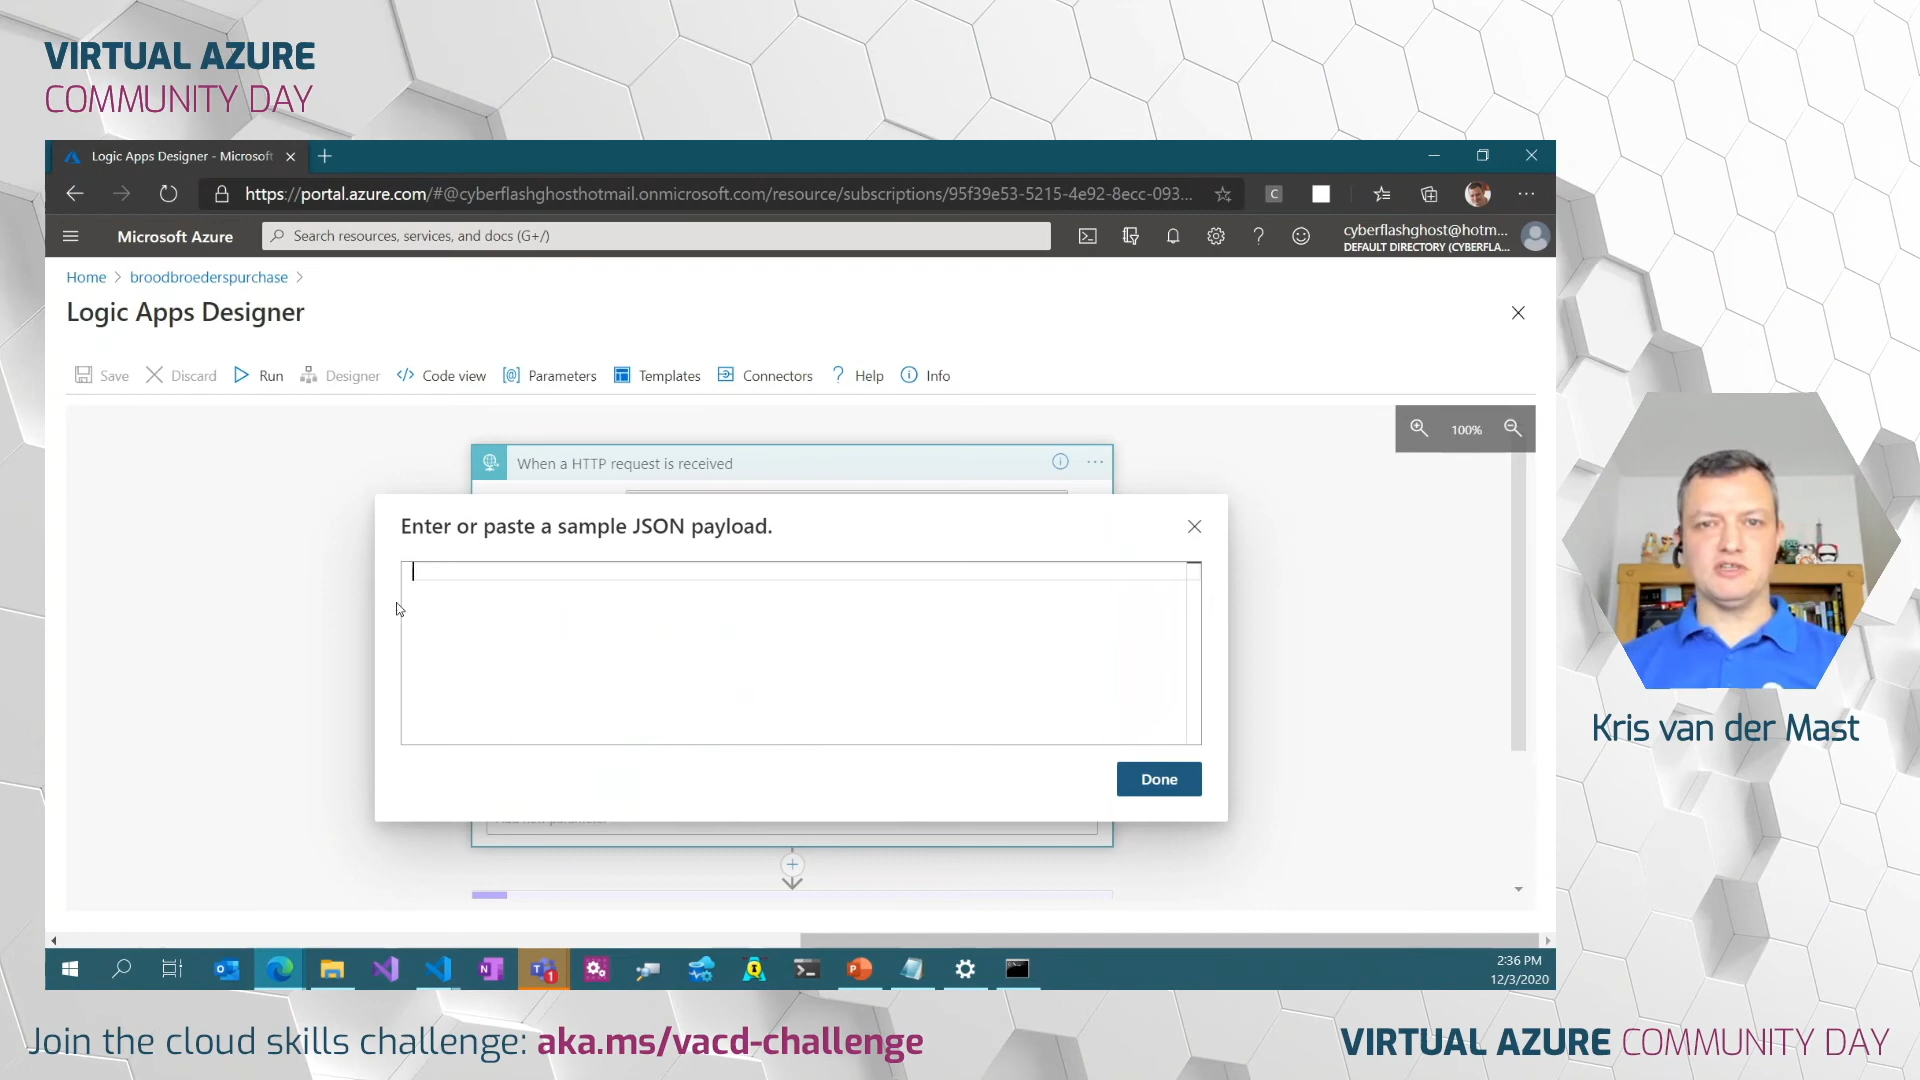 VIRTUAL AZURE
COMMUNITY DAY
Logic Apps Designer - Microsoft
https://portal.azure.com/#@cyberflashghosthotmail.onmicrosoft.com/resource/subscriptions/95f39e53-5215-4e92-8ecc-093...
Microsoft Azure
Search resources, services, and docs (G+/)
cyberflashghost@hotm...
DEFAULT DIRECTORY (CYBERFLA...
Home > broodbroederspurchase >
Logic Apps Designer
Save Discard Run Designer Code view Parameters Templates Connectors Help Info
100%
When a HTTP request is received
Enter or paste a sample JSON payload.
Done
Kris van der Mast
2:36 PM
12/3/2020
Join the cloud skills challenge: aka.ms/vacd-challenge
VIRTUAL AZURE COMMUNITY DAY